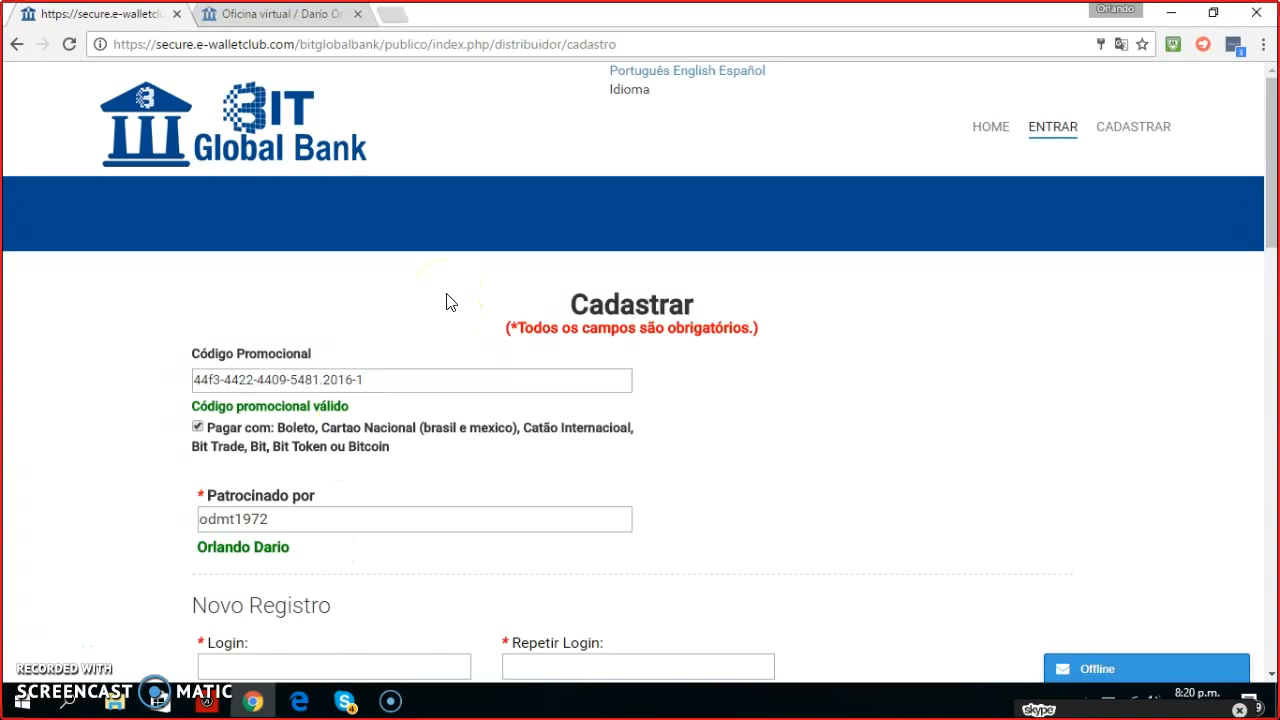 https://secure.e-walletclu
Oficina virtual / Dario Or
Orlando
https://secure.e-walletclub.com/bitglobalbank/publico/index.php/distribuidor/cadastro
Português English Español
Idioma
BIT
Global Bank
HOME ENTRAR CADASTRAR
Cadastrar
(*Todos os campos são obrigatórios.)
Código Promocional
44f3-4422-4409-5481.2016-1
Código promocional válido
Pagar com: Boleto, Cartao Nacional (brasil e mexico), Catão Internacioal,
Bit Trade, Bit, Bit Token ou Bitcoin
* Patrocinado por
odmt1972
Orlando Dario
Novo Registro
* Login:
* Repetir Login:
Offline
RECORDED WITH
SCREENCAST MATIC
8:20 p.m.
skype